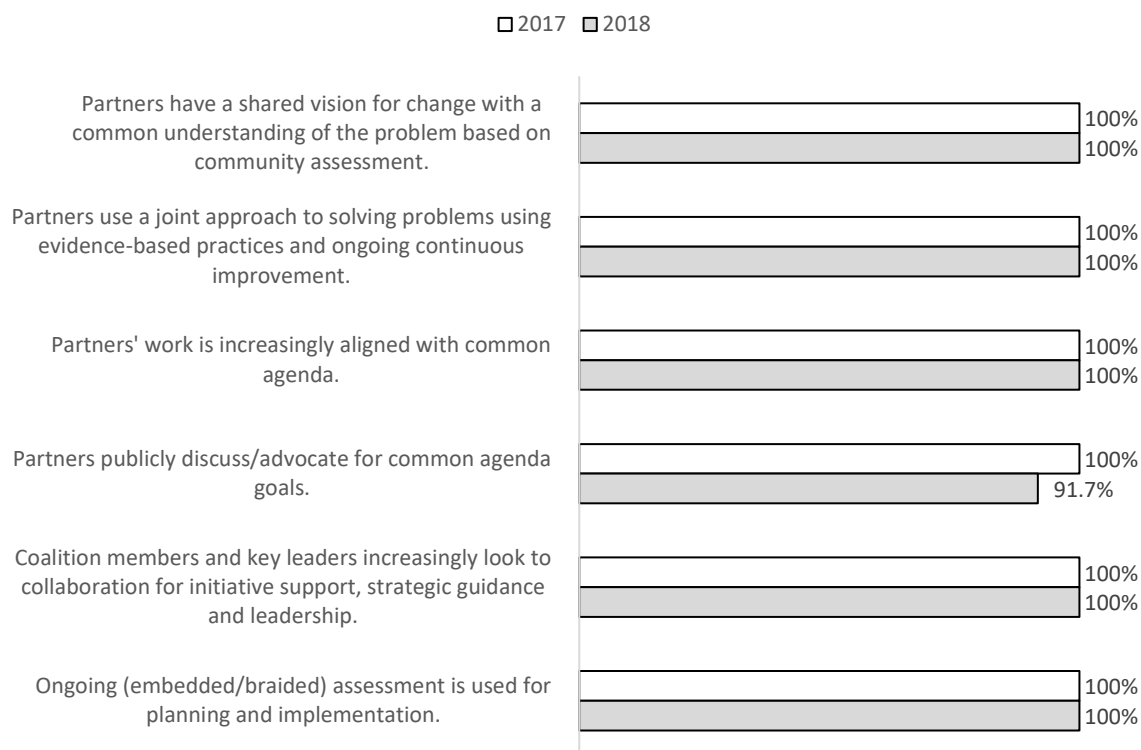 2017 2018
Partners have a shared vision for change with a
common understanding of the problem based on
community assessment.
100%
100%
Partners use a joint approach to solving problems using
evidence-based practices and ongoing continuous
improvement.
100%
100%
Partners' work is increasingly aligned with common
agenda.
100%
100%
Partners publicly discuss/advocate for common agenda
goals.
100%
91.7%
Coalition members and key leaders increasingly look to
collaboration for initiative support, strategic guidance
and leadership.
100%
100%
Ongoing (embedded/braided) assessment is used for
planning and implementation.
100%
100%